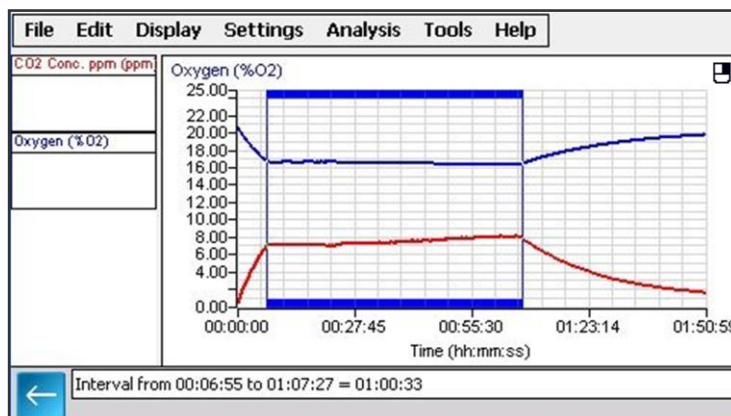 File Edit Display Settings Analysis Tools Help
CO2 Conc. ppm (ppm)
Oxygen (%O2)
Oxygen (%O2)
25.00
22.00
20.00
18.00
16.00
14.00
12.00
10.00
8.00
6.00
4.00
0.00
00:00:00 00:27:45 00:55:30 01:23:14 01:50:59
Time (hh:mm:ss)
Interval from 00:06:55 to 01:07:27 = 01:00:33